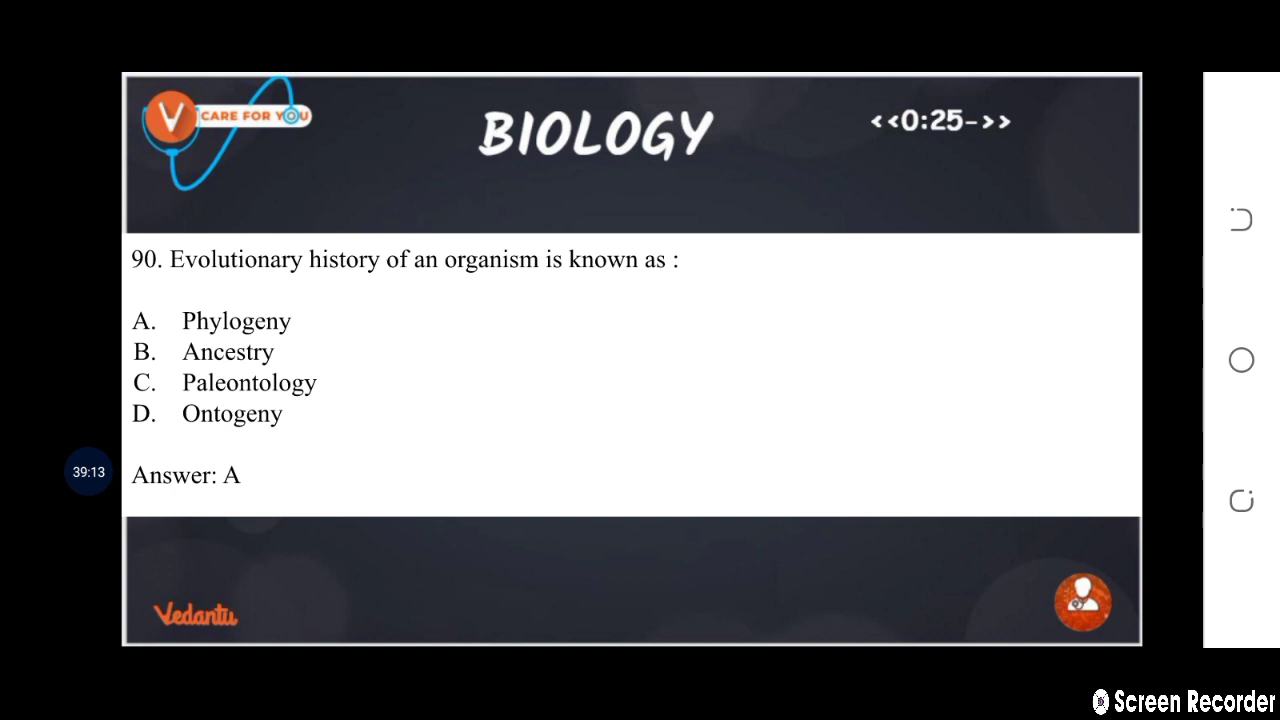 CARE FOR YOU
BIOLOGY
<<0:25->>
90. Evolutionary history of an organism is known as :
A. Phylogeny
B. Ancestry
C. Paleontology
D. Ontogeny
39:13
Answer: A
Vedantu
Screen Recorder